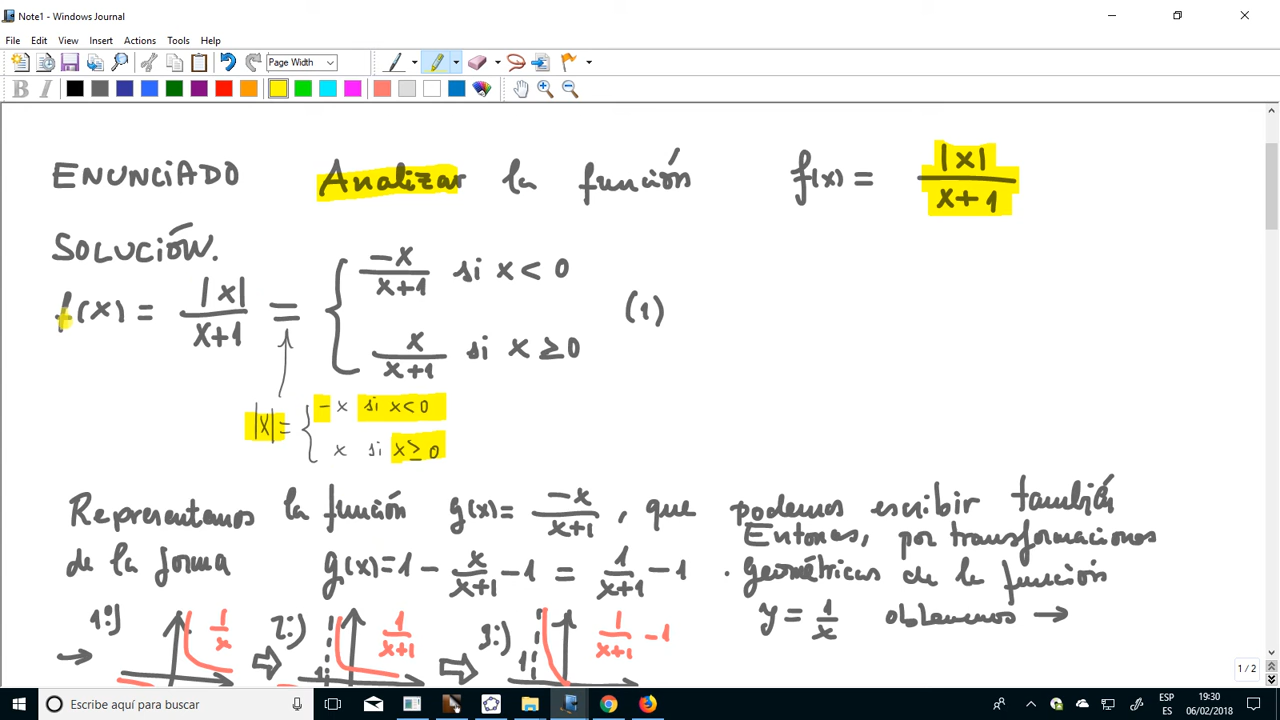 Note1 - Windows Journal
File Edit View Insert Actions Tools Help
Page Width
B I
ENUNCIADO Analizar la función f(x) = |x| / x+1
SOLUCIÓN.
f(x) = |x| / x+1 = { -x / x+1 si x < 0
x / x+1 si x ≥ 0 (1)
|x| = { -x si x < 0
x si x ≥ 0
Representamos la función g(x) = -x / x+1, que podemos escribir también
de la forma g(x) = 1 - x / x+1 - 1 = 1 / x+1 - 1. Entonces, por transformaciones
geométricas de la función
y = 1 / x obtenemos →
1º) 1 / x 2º) 1 / x+1 3º) 1 / x+1 - 1
→ ⇒ 1 ⇒ 1
1 / 2
Escribe aquí para buscar
ESP 19:30
ES 06/02/2018